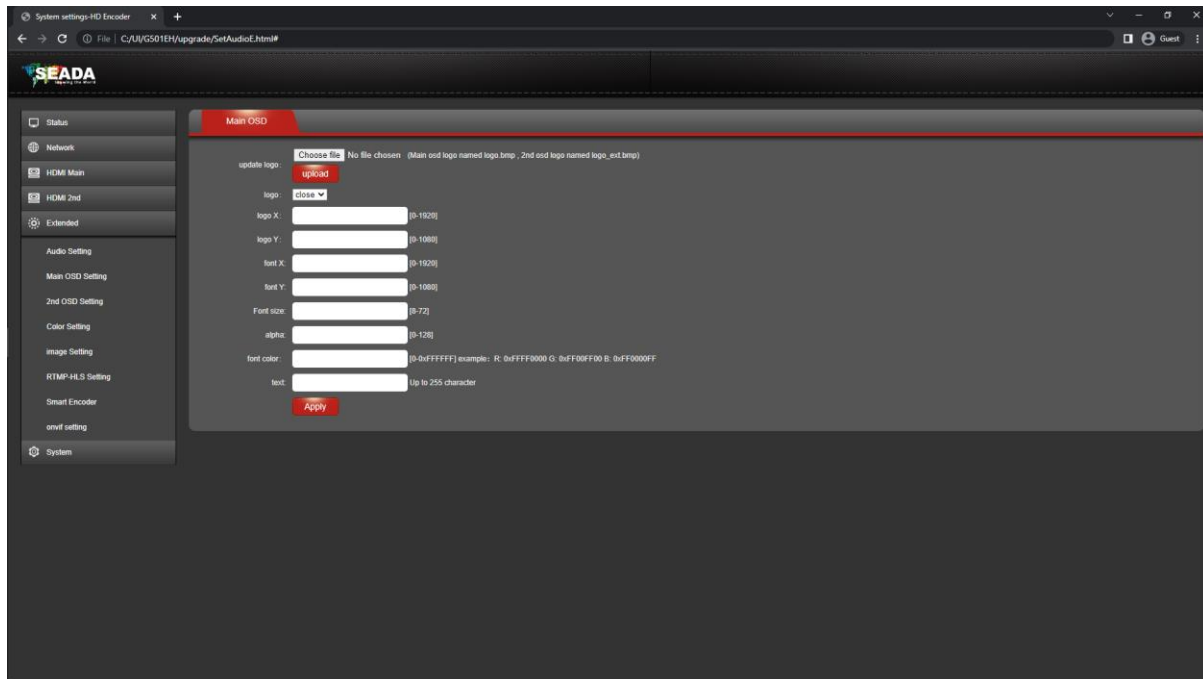 System settings-HD Encoder
File | C:/UI/G501EH/upgrade/SetAudioE.html#
Guest
SEADA
Status
Network
HDMI Main
HDMI 2nd
Extended
Audio Setting
Main OSD Setting
2nd OSD Setting
Color Setting
image Setting
RTMP-HLS Setting
Smart Encoder
onvif setting
System
Main OSD
update logo : Choose file No file chosen (Main osd logo named logo.bmp , 2nd osd logo named logo_ext.bmp)
upload
logo : close
logo X : [0-1920]
logo Y : [0-1080]
font X: [0-1920]
font Y: [0-1080]
Font size: [8-72]
alpha: [0-128]
font color : [0-0xFFFFFF] example: R: 0xFFFF0000 G: 0xFF00FF00 B: 0xFF0000FF
text: Up to 255 character
Apply